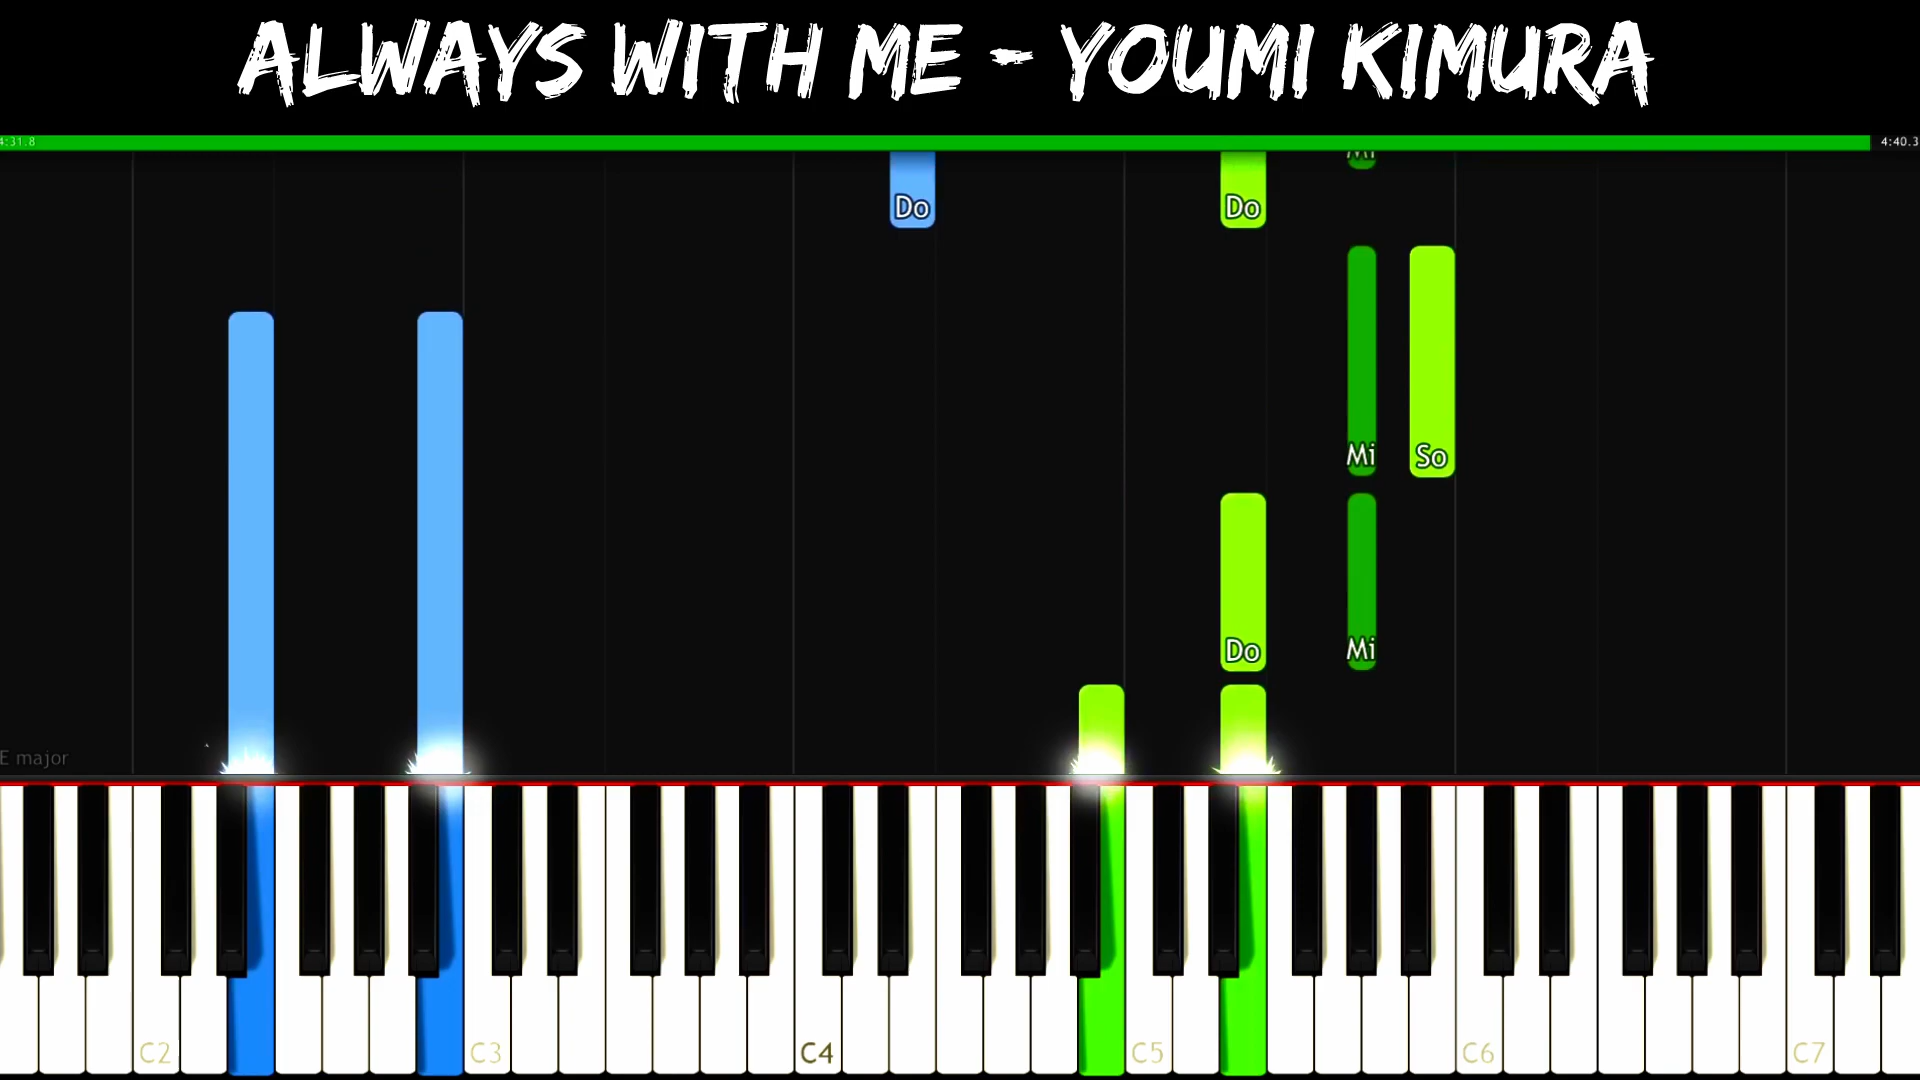 ALWAYS WITH ME - YOUMI KIMURA
4:31.8 4:40.3
Mi
Do Do
Mi So
Do Mi
E major
C2 C3 C4 C5 C6 C7